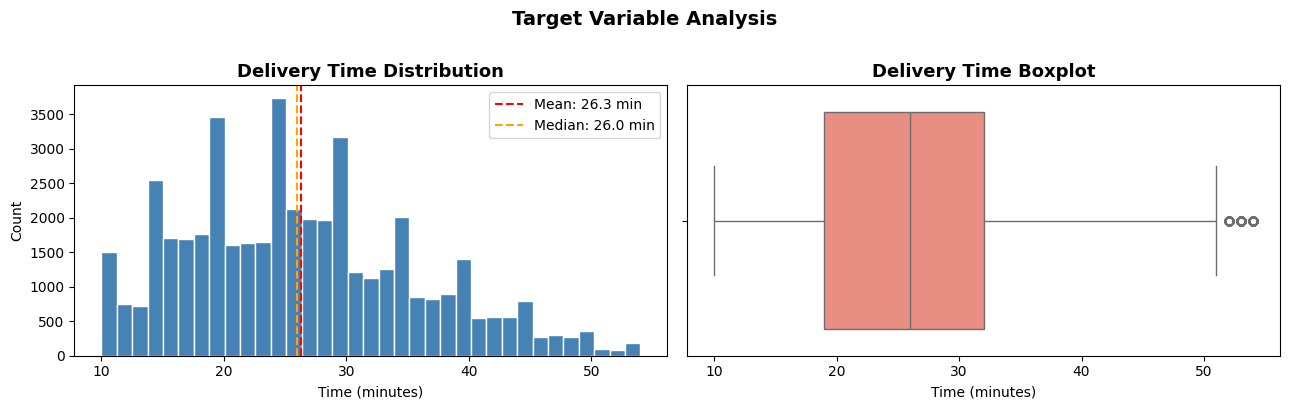 Target Variable Analysis
Delivery Time Distribution
Mean: 26.3 min
Median: 26.0 min
3500
3000
2500
2000
1500
1000
500
0
Count
10 20 30 40 50
Time (minutes)
Delivery Time Boxplot
10 20 30 40 50
Time (minutes)